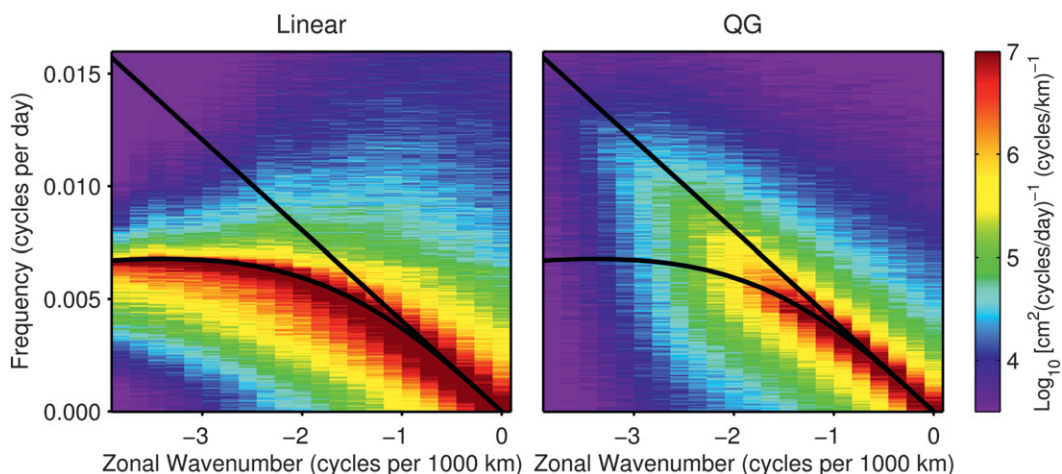 Linear
QG
Frequency (cycles per day)
0.015
0.010
0.005
0.000
−3
−2
−1
0
Zonal Wavenumber (cycles per 1000 km)
−3
−2
−1
0
Zonal Wavenumber (cycles per 1000 km)
7
6
5
4
Log10 [cm2(cycles/day)−1 (cycles/km)−1